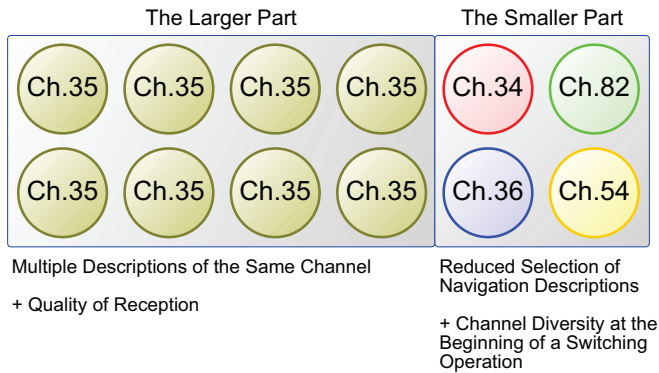 The Larger Part
The Smaller Part
Ch.35 Ch.35 Ch.35 Ch.35 Ch.34 Ch.82
Ch.35 Ch.35 Ch.35 Ch.35 Ch.36 Ch.54
Multiple Descriptions of the Same Channel
+ Quality of Reception
Reduced Selection of
Navigation Descriptions
+ Channel Diversity at the
Beginning of a Switching
Operation